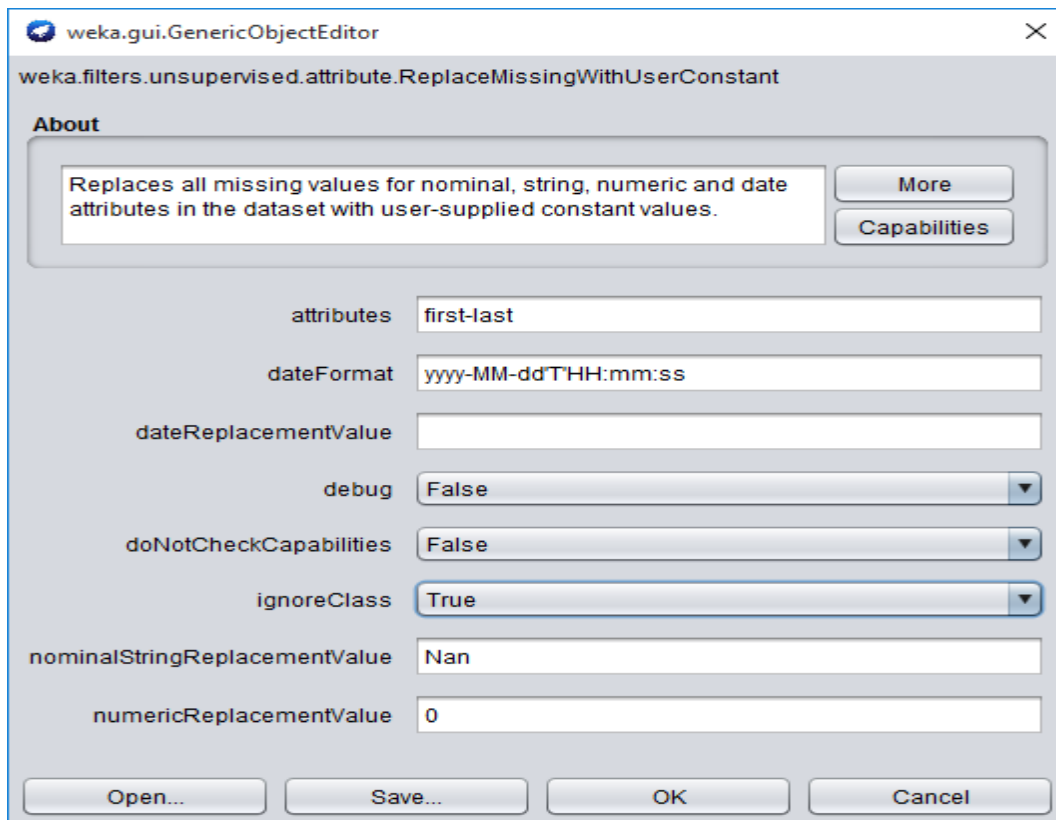 weka.gui.GenericObjectEditor
weka.filters.unsupervised.attribute.ReplaceMissingWithUserConstant
About
Replaces all missing values for nominal, string, numeric and date
attributes in the dataset with user-supplied constant values.
More
Capabilities
attributes first-last
dateFormat yyyy-MM-dd'T'HH:mm:ss
dateReplacementValue
debug False
doNotCheckCapabilities False
ignoreClass True
nominalStringReplacementValue Nan
numericReplacementValue 0
Open... Save... OK Cancel